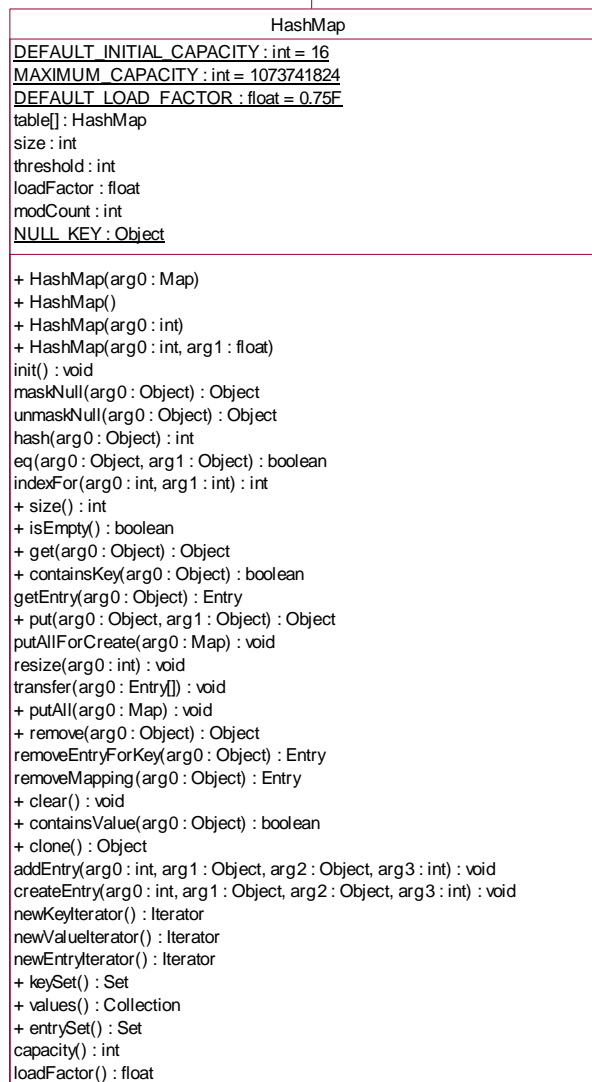 HashMap
DEFAULT_INITIAL_CAPACITY : int = 16
MAXIMUM_CAPACITY : int = 1073741824
DEFAULT_LOAD_FACTOR : float = 0.75F
table[] : HashMap
size : int
threshold : int
loadFactor : float
modCount : int
NULL_KEY : Object
+ HashMap(arg0 : Map)
+ HashMap()
+ HashMap(arg0 : int)
+ HashMap(arg0 : int, arg1 : float)
init() : void
maskNull(arg0 : Object) : Object
unmaskNull(arg0 : Object) : Object
hash(arg0 : Object) : int
eq(arg0 : Object, arg1 : Object) : boolean
indexFor(arg0 : int, arg1 : int) : int
+ size() : int
+ isEmpty() : boolean
+ get(arg0 : Object) : Object
+ containsKey(arg0 : Object) : boolean
getEntry(arg0 : Object) : Entry
+ put(arg0 : Object, arg1 : Object) : Object
putAllForCreate(arg0 : Map) : void
resize(arg0 : int) : void
transfer(arg0 : Entry[]) : void
+ putAll(arg0 : Map) : void
+ remove(arg0 : Object) : Object
removeEntryForKey(arg0 : Object) : Entry
removeMapping(arg0 : Object) : Entry
+ clear() : void
+ containsValue(arg0 : Object) : boolean
+ clone() : Object
addEntry(arg0 : int, arg1 : Object, arg2 : Object, arg3 : int) : void
createEntry(arg0 : int, arg1 : Object, arg2 : Object, arg3 : int) : void
newKeyIterator() : Iterator
newValueIterator() : Iterator
newEntryIterator() : Iterator
+ keySet() : Set
+ values() : Collection
+ entrySet() : Set
capacity() : int
loadFactor() : float